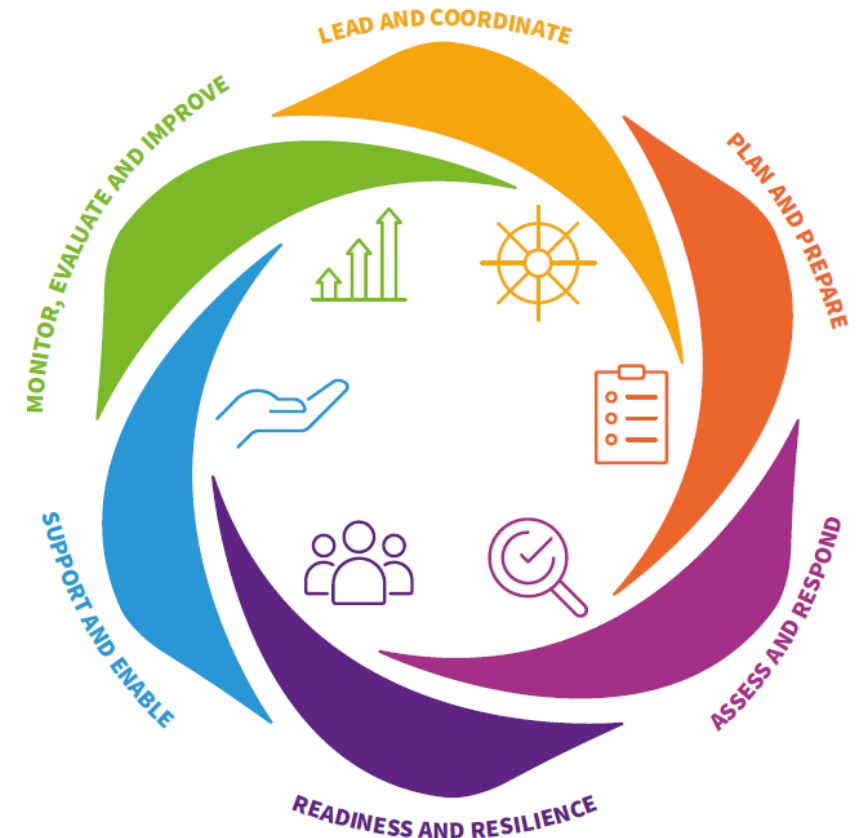 LEAD AND COORDINATE
PLAN AND PREPARE
ASSESS AND RESPOND
READINESS AND RESILIENCE
SUPPORT AND ENABLE
MONITOR, EVALUATE AND IMPROVE